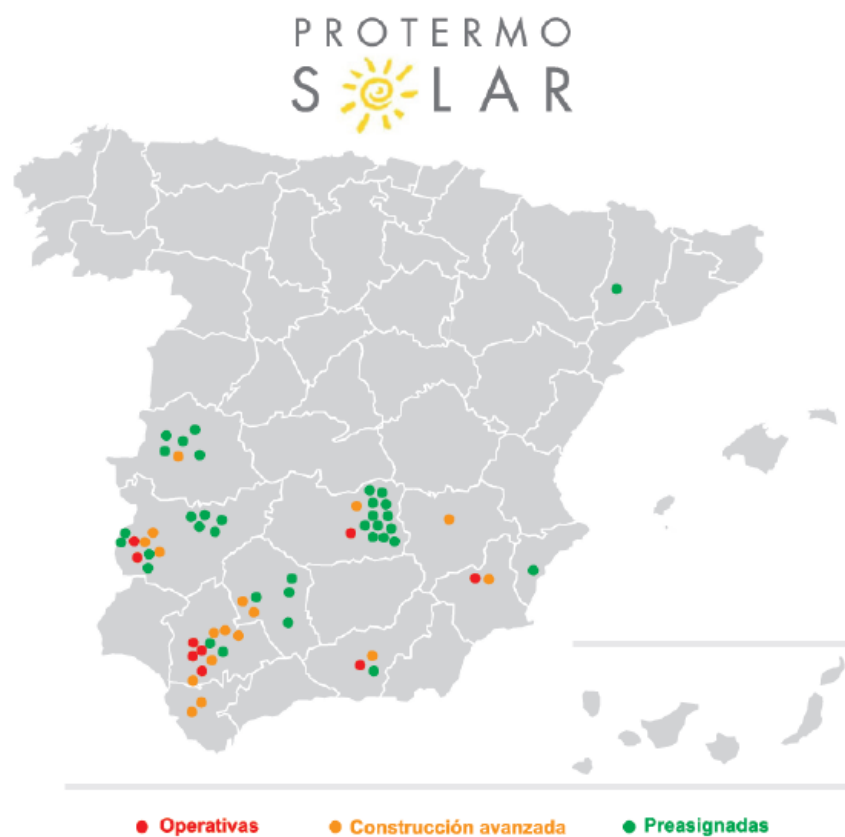 PROTERMO
SOLAR
Operativas
Construcción avanzada
Preasignadas